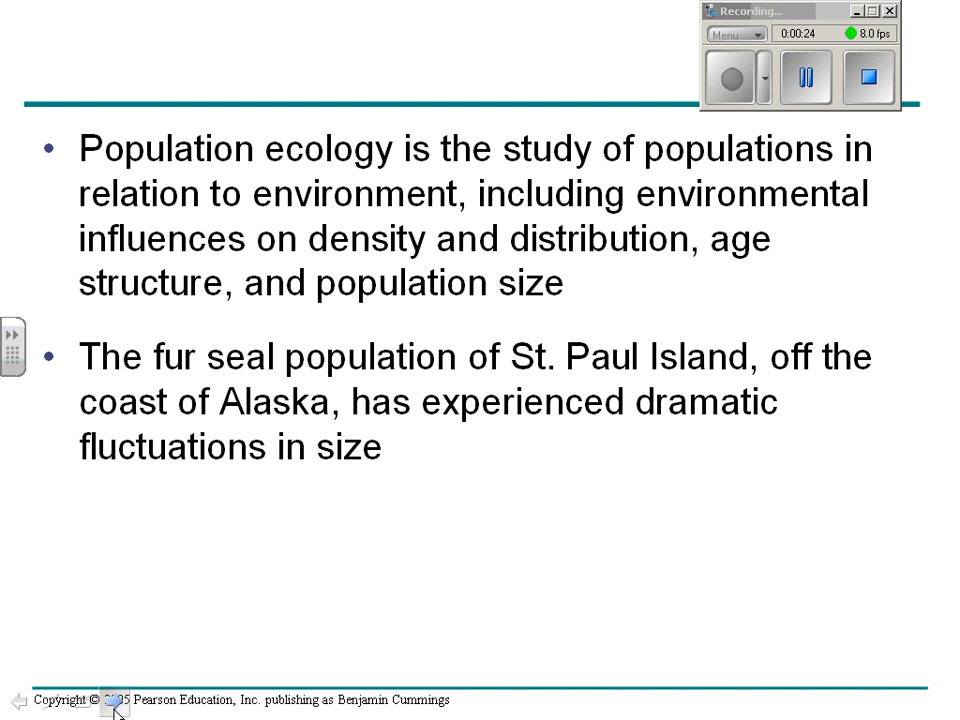 Recording...
Menu
0:00:24
8.0 fps
• Population ecology is the study of populations in
relation to environment, including environmental
influences on density and distribution, age
structure, and population size
• The fur seal population of St. Paul Island, off the
coast of Alaska, has experienced dramatic
fluctuations in size
Copyright © 2005 Pearson Education, Inc. publishing as Benjamin Cummings